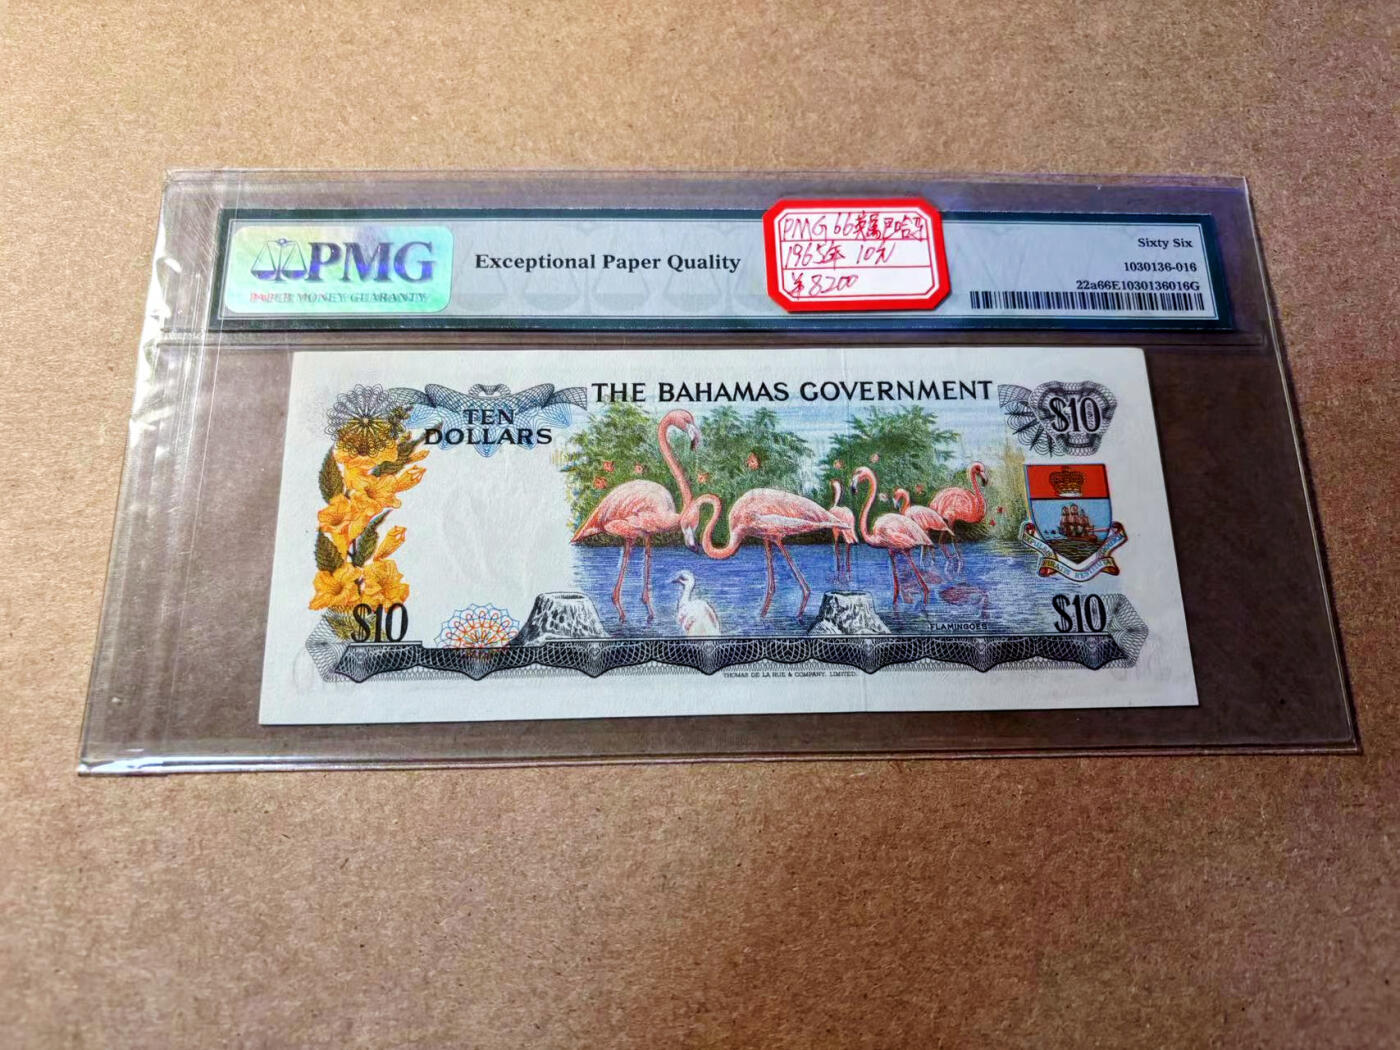 PMG
PAPER MONEY GUARANTY
Exceptional Paper Quality
PMG 66英属巴哈马
1965年 10元
¥8200
Sixty Six
1030136-016
22a66E1030136016G
THE BAHAMAS GOVERNMENT
TEN
DOLLARS
$10
$10
$10
FLAMINGOES
THOMAS DE LA RUE & COMPANY, LIMITED.